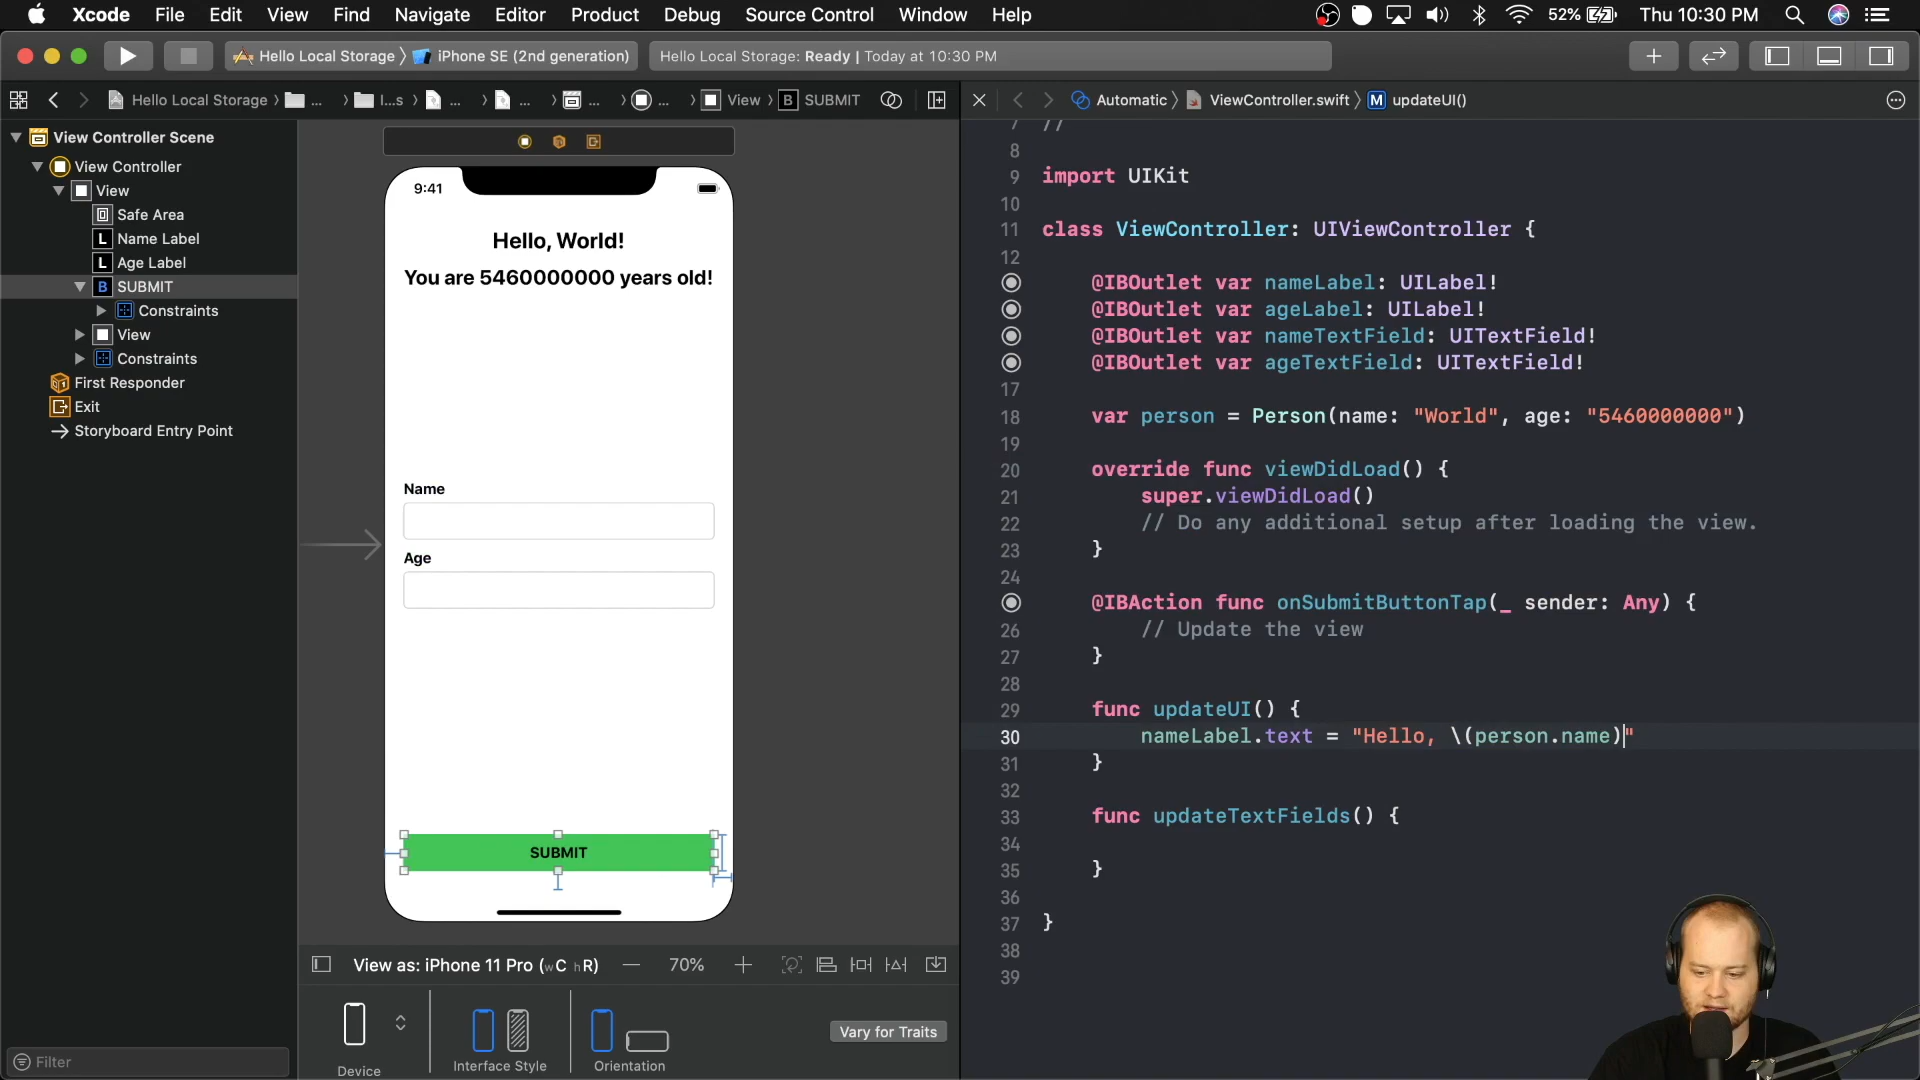 Xcode File Edit View Find Navigate Editor Product Debug Source Control Window Help 52% Thu 10:30 PM
Hello Local Storage iPhone SE (2nd generation) Hello Local Storage: Ready | Today at 10:30 PM
Hello Local Storage ... I...s ... ... ... ... View B SUBMIT Automatic ViewController.swift M updateUI()
View Controller Scene
View Controller
View
Safe Area
L Name Label
L Age Label
B SUBMIT
Constraints
View
Constraints
First Responder
Exit
Storyboard Entry Point
Filter
9:41
Hello, World!
You are 5460000000 years old!
Name
Age
SUBMIT
View as: iPhone 11 Pro (wC hR) — 70% +
Device Interface Style Orientation Vary for Traits
7 //
8
9 import UIKit
10
11 class ViewController: UIViewController {
12
@IBOutlet var nameLabel: UILabel!
@IBOutlet var ageLabel: UILabel!
@IBOutlet var nameTextField: UITextField!
@IBOutlet var ageTextField: UITextField!
17
18 var person = Person(name: "World", age: "5460000000")
19
20 override func viewDidLoad() {
21 super.viewDidLoad()
22 // Do any additional setup after loading the view.
23 }
24
@IBAction func onSubmitButtonTap(_ sender: Any) {
26 // Update the view
27 }
28
29 func updateUI() {
30 nameLabel.text = "Hello, \(person.name)"
31 }
32
33 func updateTextFields() {
34
35 }
36
37 }
38
39